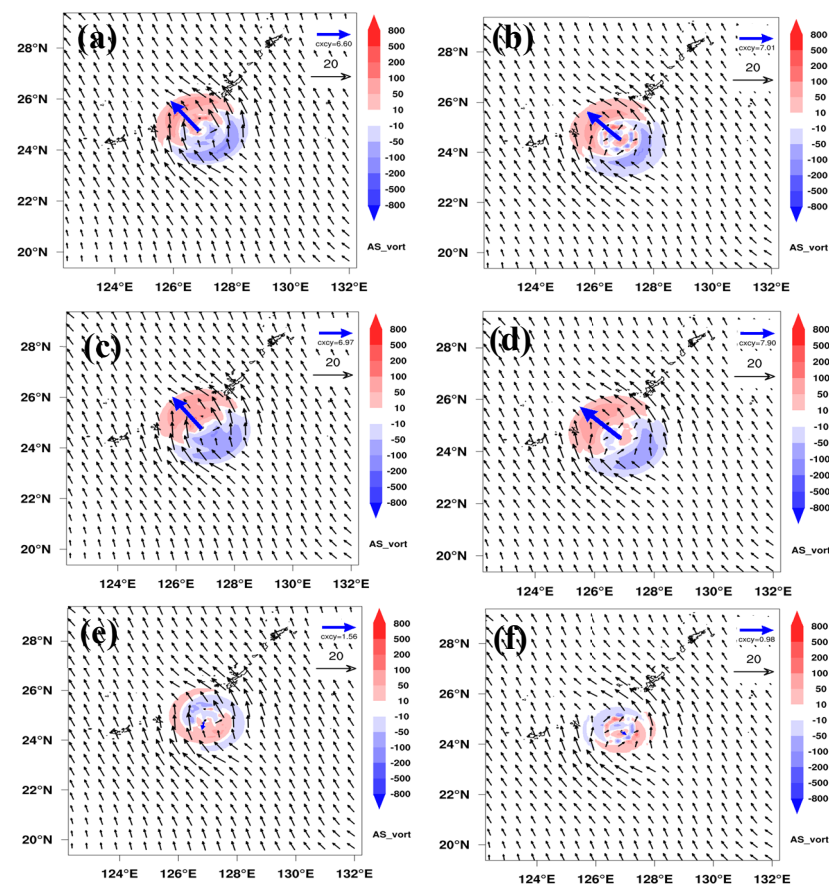 (a)
cxcy=6.60
20
28°N
26°N
24°N
22°N
20°N
124°E 126°E 128°E 130°E 132°E
800
500
200
100
50
10
-10
-50
-100
-200
-500
-800
AS_vort
(b)
cxcy=7.01
20
28°N
26°N
24°N
22°N
20°N
124°E 126°E 128°E 130°E 132°E
800
500
200
100
50
10
-10
-50
-100
-200
-500
-800
AS_vort
(c)
cxcy=6.97
20
28°N
26°N
24°N
22°N
20°N
124°E 126°E 128°E 130°E 132°E
800
500
200
100
50
10
-10
-50
-100
-200
-500
-800
AS_vort
(d)
cxcy=7.90
20
28°N
26°N
24°N
22°N
20°N
124°E 126°E 128°E 130°E 132°E
800
500
200
100
50
10
-10
-50
-100
-200
-500
-800
AS_vort
(e)
cxcy=1.56
20
28°N
26°N
24°N
22°N
20°N
124°E 126°E 128°E 130°E 132°E
800
500
200
100
50
10
-10
-50
-100
-200
-500
-800
AS_vort
(f)
cxcy=0.98
20
28°N
26°N
24°N
22°N
20°N
124°E 126°E 128°E 130°E 132°E
800
500
200
100
50
10
-10
-50
-100
-200
-500
-800
AS_vort